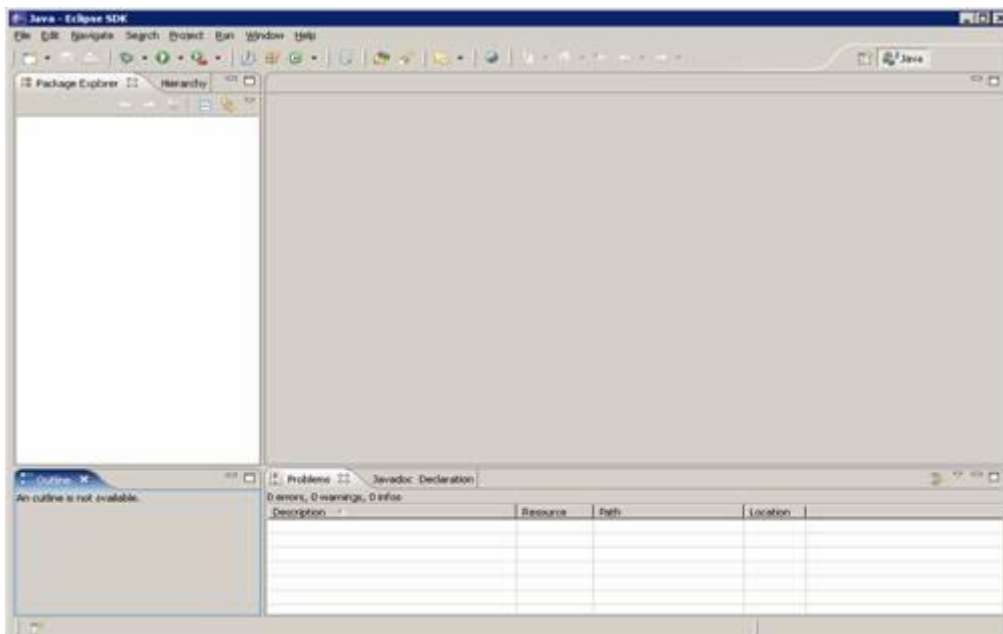 Java - Eclipse SDK
File Edit Navigate Search Project Run Window Help
Java
Package Explorer Hierarchy
Outline
An outline is not available.
Problems Javadoc Declaration
0 errors, 0 warnings, 0 infos
Description Resource Path Location